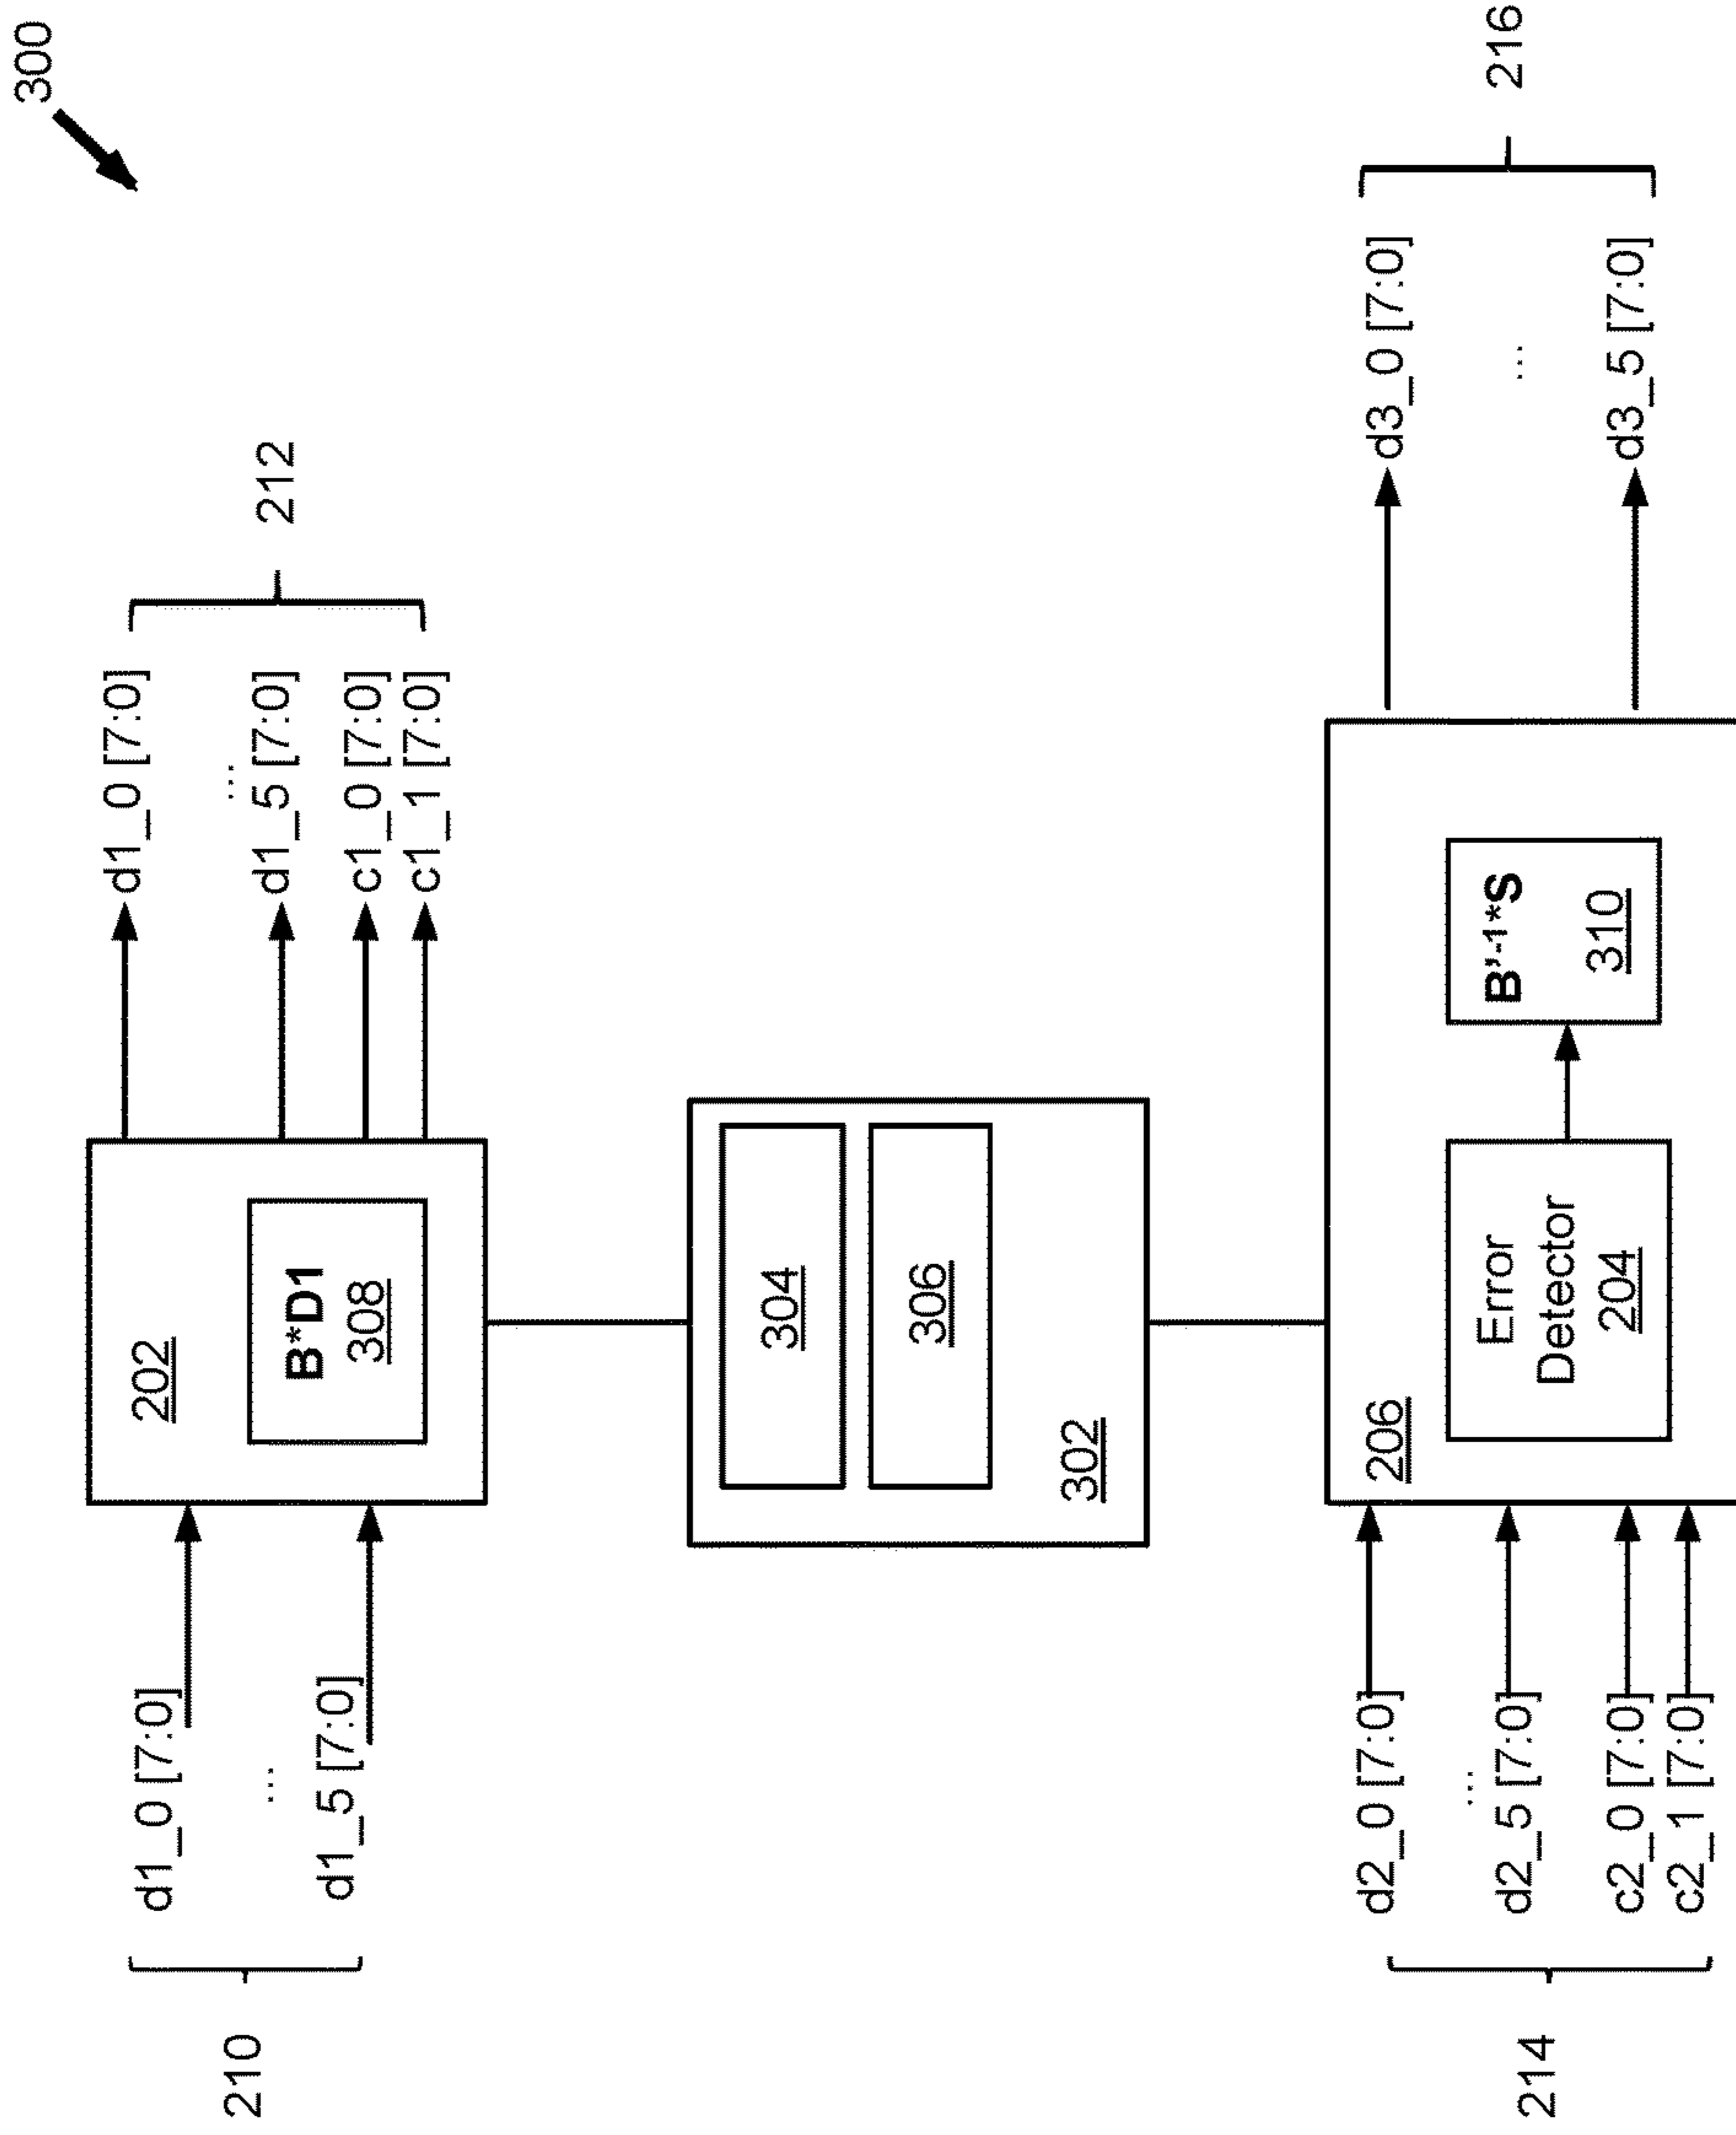 300
210
d1_0 [7:0]
...
d1_5 [7:0]
202
B*D1
308
d1_0 [7:0]
...
d1_5 [7:0]
c1_0 [7:0]
c1_1 [7:0]
212
304
306
302
214
d2_0 [7:0]
...
d2_5 [7:0]
c2_0 [7:0]
c2_1 [7:0]
206
Error
Detector
204
B'-1*S
310
d3_0 [7:0]
...
d3_5 [7:0]
216